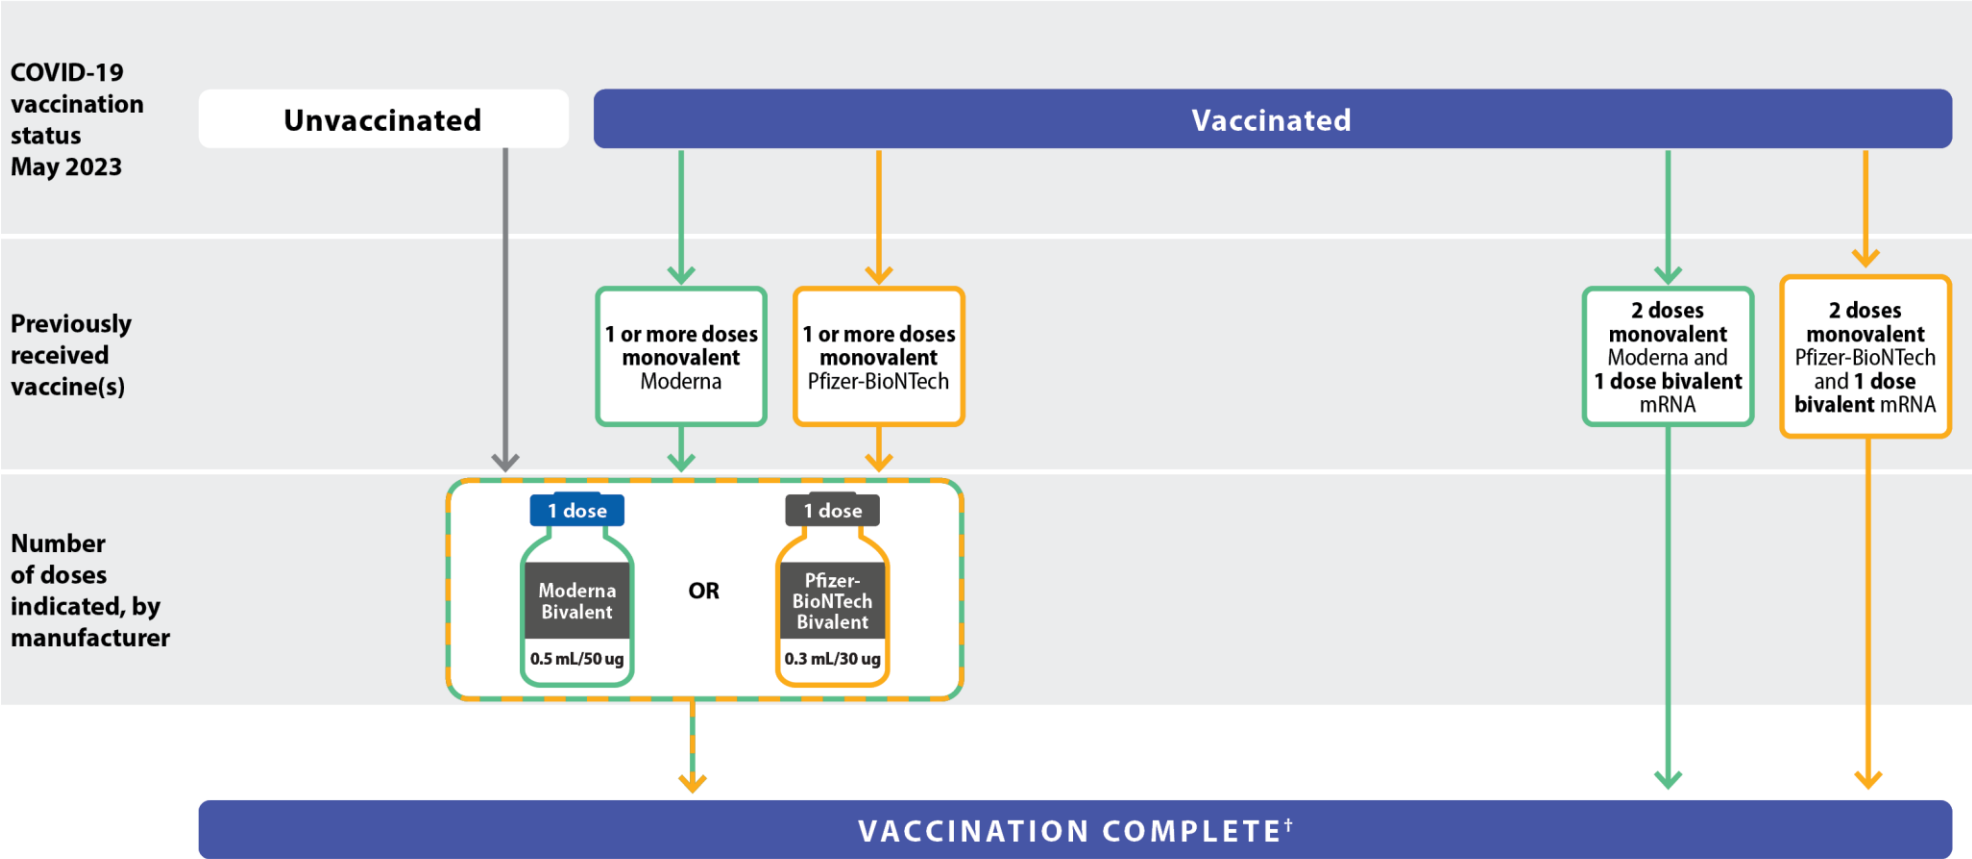 COVID-19
vaccination
status
May 2023
Unvaccinated
Vaccinated
Previously
received
vaccine(s)
1 or more doses
monovalent
Moderna
1 or more doses
monovalent
Pfizer-BioNTech
2 doses
monovalent
Moderna and
1 dose bivalent
mRNA
2 doses
monovalent
Pfizer-BioNTech
and 1 dose
bivalent mRNA
Number
of doses
indicated, by
manufacturer
1 dose
Moderna
Bivalent
0.5 mL/50 ug
OR
1 dose
Pfizer-
BioNTech
Bivalent
0.3 mL/30 ug
VACCINATION COMPLETE†